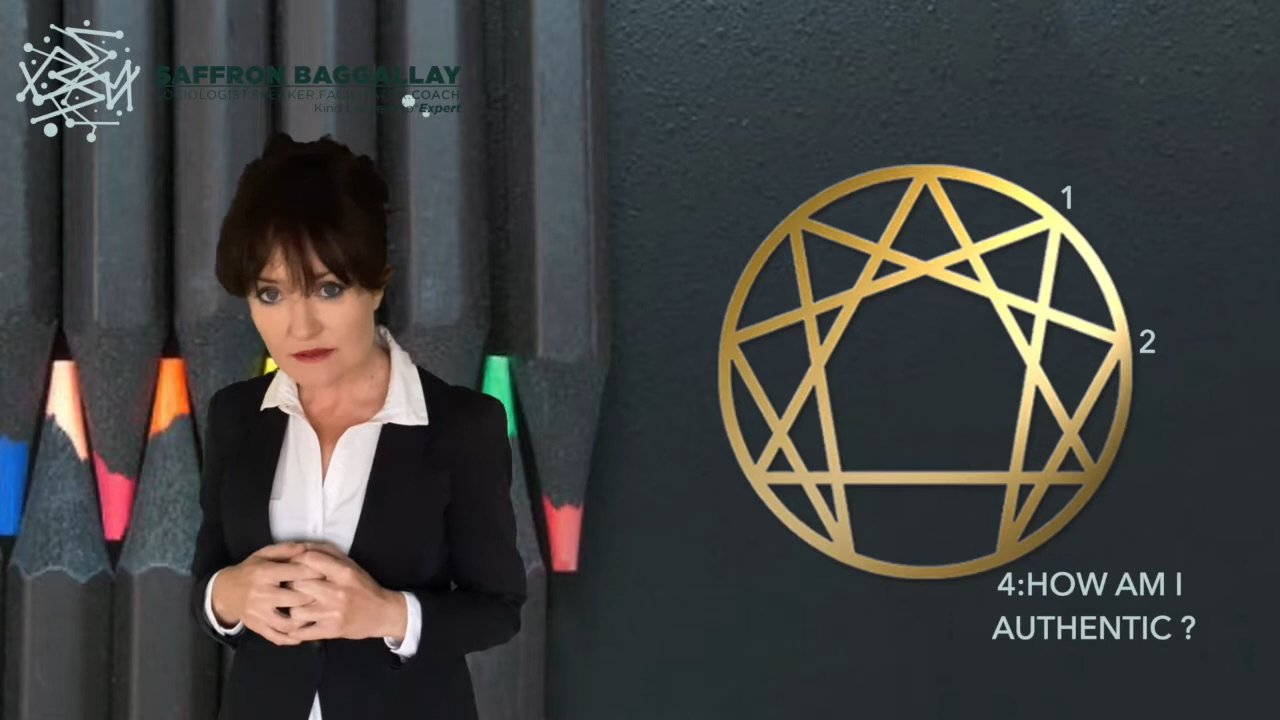 SAFFRON BAGGALLAY
COACH
Expert
1
2
4:HOW AM I
AUTHENTIC ?